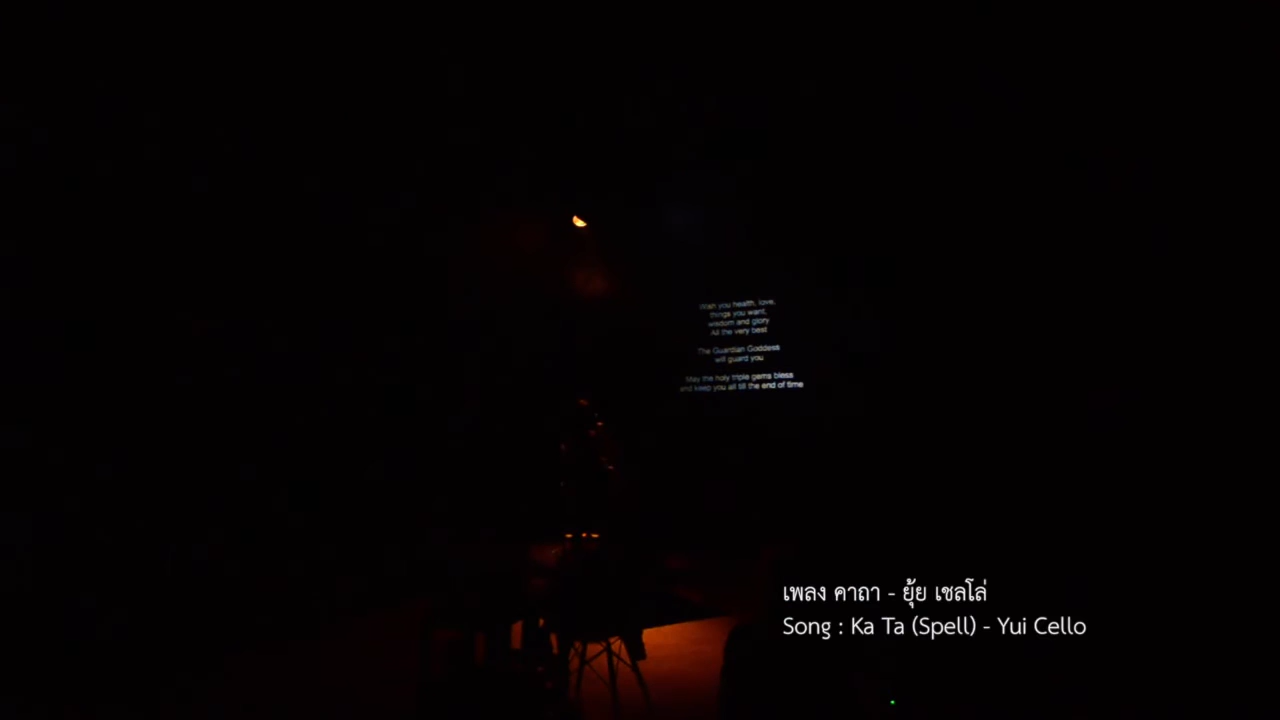 Wish you health, love,
things you want,
wisdom and glory
All the very best
The Guardian Goddess
will guard you
May the holy triple gems bless
and keep you all till the end of time
เพลง คาถา - ยุ้ย เชลโล่
Song : Ka Ta (Spell) - Yui Cello